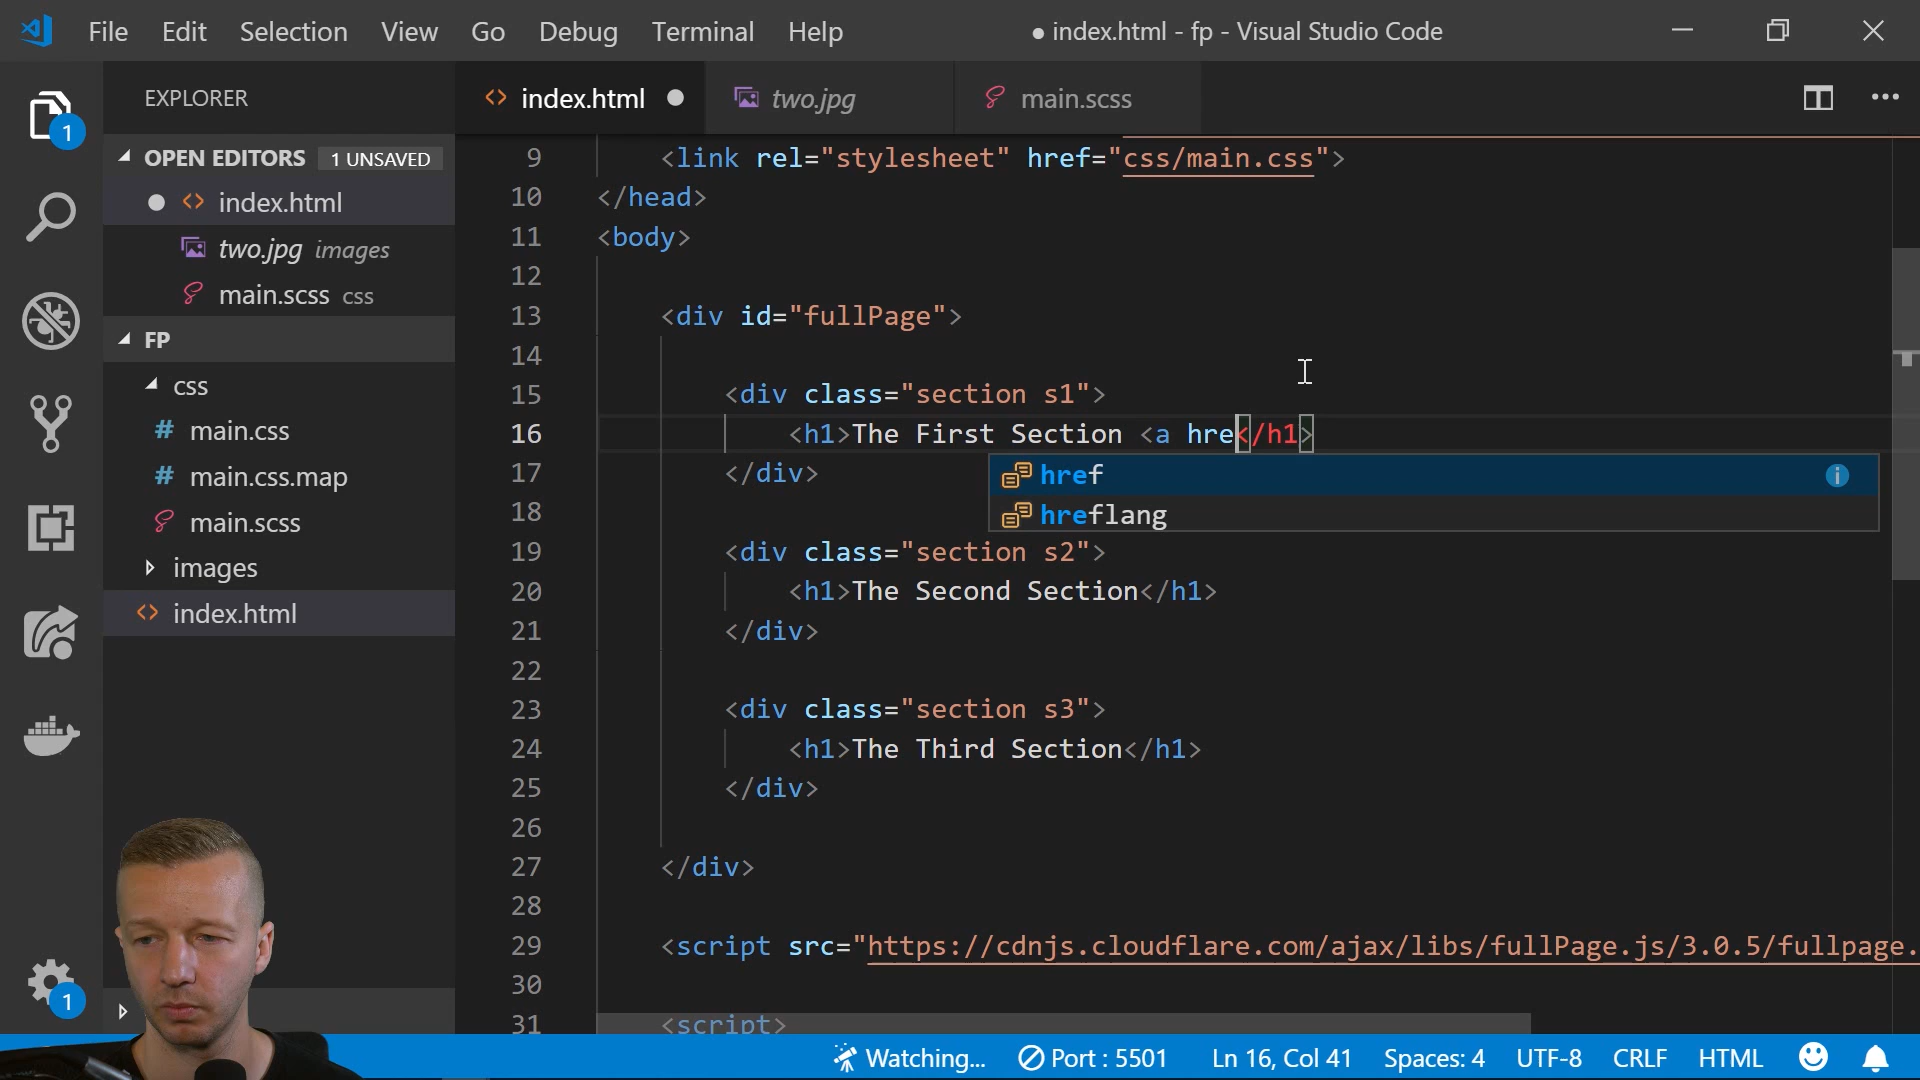 File Edit Selection View Go Debug Terminal Help ● index.html - fp - Visual Studio Code
EXPLORER
index.html
two.jpg
main.scss
OPEN EDITORS 1 UNSAVED
index.html
two.jpg images
main.scss css
FP
css
# main.css
# main.css.map
main.scss
images
index.html
1
1
9 <link rel="stylesheet" href="css/main.css">
10 </head>
11 <body>
12
13 <div id="fullPage">
14
15 <div class="section s1">
16 <h1>The First Section <a hre</h1>
href
hreflang
17 </div>
18
19 <div class="section s2">
20 <h1>The Second Section</h1>
21 </div>
22
23 <div class="section s3">
24 <h1>The Third Section</h1>
25 </div>
26
27 </div>
28
29 <script src="https://cdnjs.cloudflare.com/ajax/libs/fullPage.js/3.0.5/fullpage.
30
31 <script>
Watching... Port : 5501 Ln 16, Col 41 Spaces: 4 UTF-8 CRLF HTML